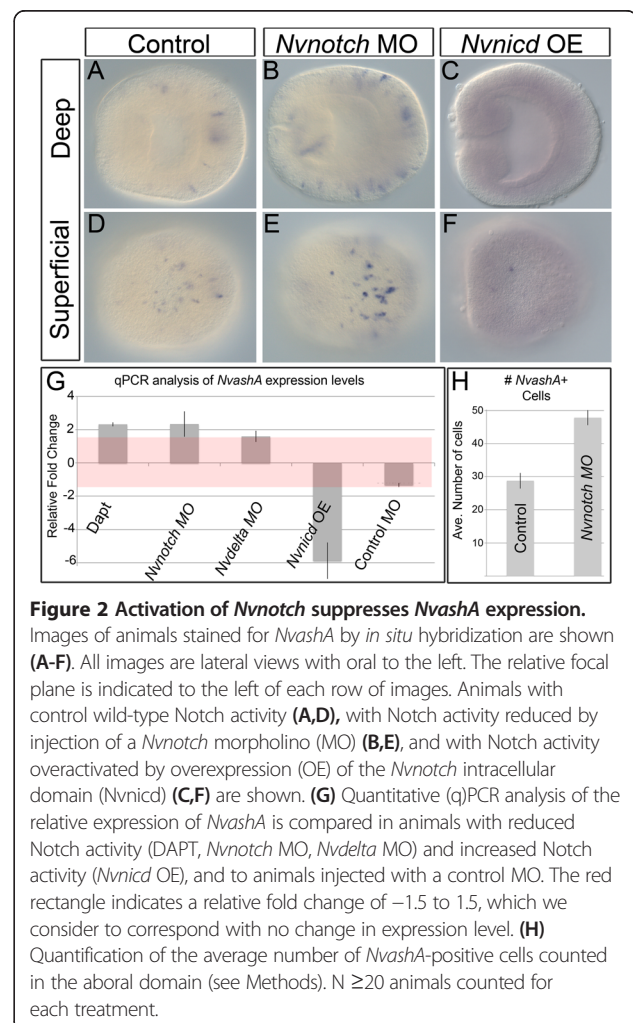 Control
Nvnotch MO
Nvnicd OE
Deep
A
B
C
Superficial
D
E
F
G
qPCR analysis of NvashA expression levels
Relative Fold Change
4
2
0
-2
-4
-6
Dapt
Nvnotch MO
Nvdelta MO
Nvnicd OE
Control MO
H
# NvashA+
Cells
Ave. Number of cells
50
40
30
20
10
Control
Nvnotch MO
Figure 2 Activation of Nvnotch suppresses NvashA expression.
Images of animals stained for NvashA by in situ hybridization are shown
(A-F). All images are lateral views with oral to the left. The relative focal
plane is indicated to the left of each row of images. Animals with
control wild-type Notch activity (A,D), with Notch activity reduced by
injection of a Nvnotch morpholino (MO) (B,E), and with Notch activity
overactivated by overexpression (OE) of the Nvnotch intracellular
domain (Nvnicd) (C,F) are shown. (G) Quantitative (q)PCR analysis of the
relative expression of NvashA is compared in animals with reduced
Notch activity (DAPT, Nvnotch MO, Nvdelta MO) and increased Notch
activity (Nvnicd OE), and to animals injected with a control MO. The red
rectangle indicates a relative fold change of −1.5 to 1.5, which we
consider to correspond with no change in expression level. (H)
Quantification of the average number of NvashA-positive cells counted
in the aboral domain (see Methods). N ≥20 animals counted for
each treatment.